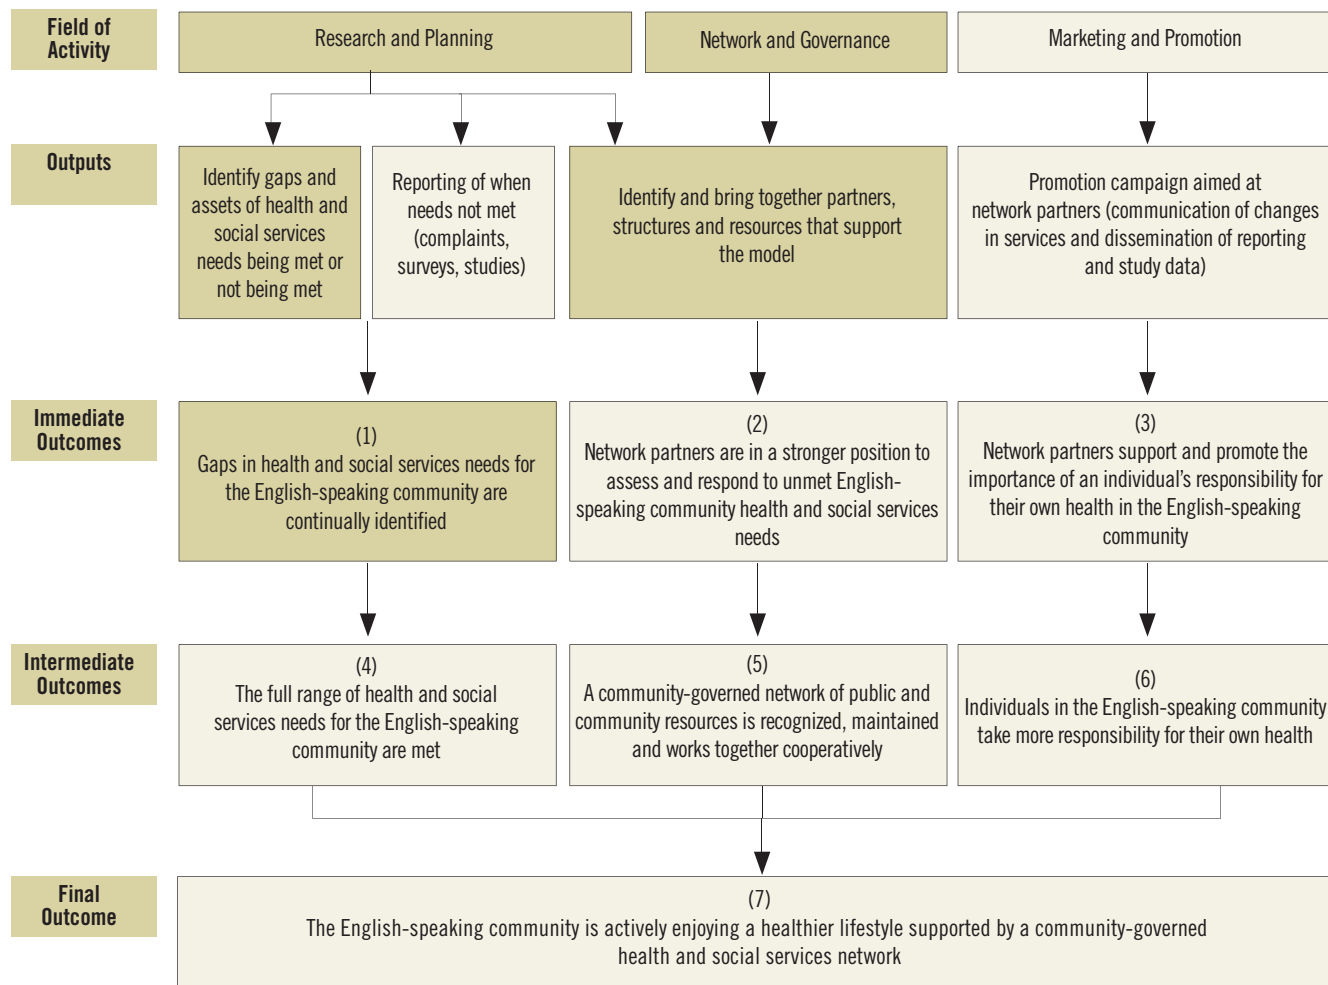 Field of
Activity
Research and Planning
Network and Governance
Marketing and Promotion
Outputs
Identify gaps and
assets of health and
social services
needs being met or
not being met
Reporting of when
needs not met
(complaints,
surveys, studies)
Identify and bring together partners,
structures and resources that support
the model
Promotion campaign aimed at
network partners (communication of changes
in services and dissemination of reporting
and study data)
Immediate
Outcomes
(1)
Gaps in health and social services needs for
the English-speaking community are
continually identified
(2)
Network partners are in a stronger position to
assess and respond to unmet English-
speaking community health and social services
needs
(3)
Network partners support and promote the
importance of an individual’s responsibility for
their own health in the English-speaking
community
Intermediate
Outcomes
(4)
The full range of health and social
services needs for the English-speaking
community are met
(5)
A community-governed network of public and
community resources is recognized, maintained
and works together cooperatively
(6)
Individuals in the English-speaking community
take more responsibility for their own health
Final
Outcome
(7)
The English-speaking community is actively enjoying a healthier lifestyle supported by a community-governed
health and social services network